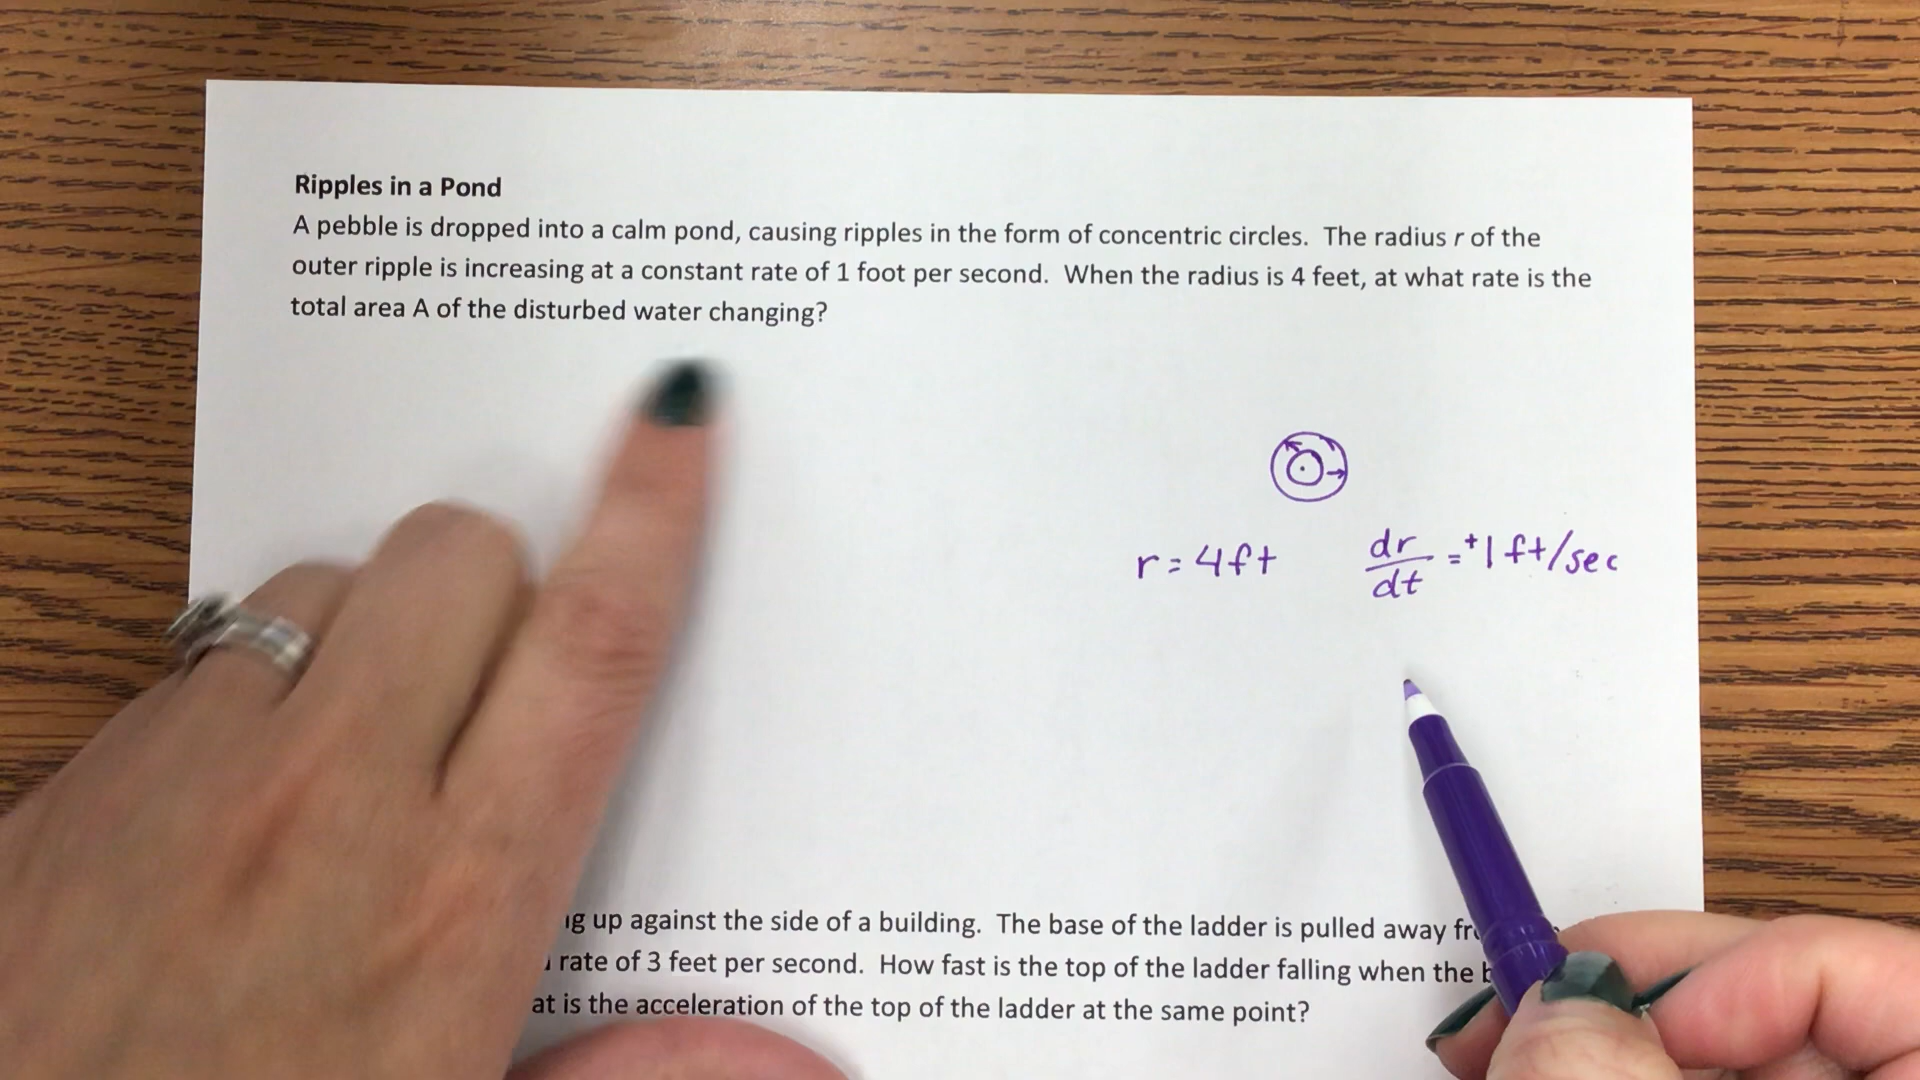 Ripples in a Pond
A pebble is dropped into a calm pond, causing ripples in the form of concentric circles. The radius r of the
outer ripple is increasing at a constant rate of 1 foot per second. When the radius is 4 feet, at what rate is the
total area A of the disturbed water changing?
r = 4ft dr/dt = +1 ft/sec
up against the side of a building. The base of the ladder is pulled away
rate of 3 feet per second. How fast is the top of the ladder falling when the
is the acceleration of the top of the ladder at the same point?